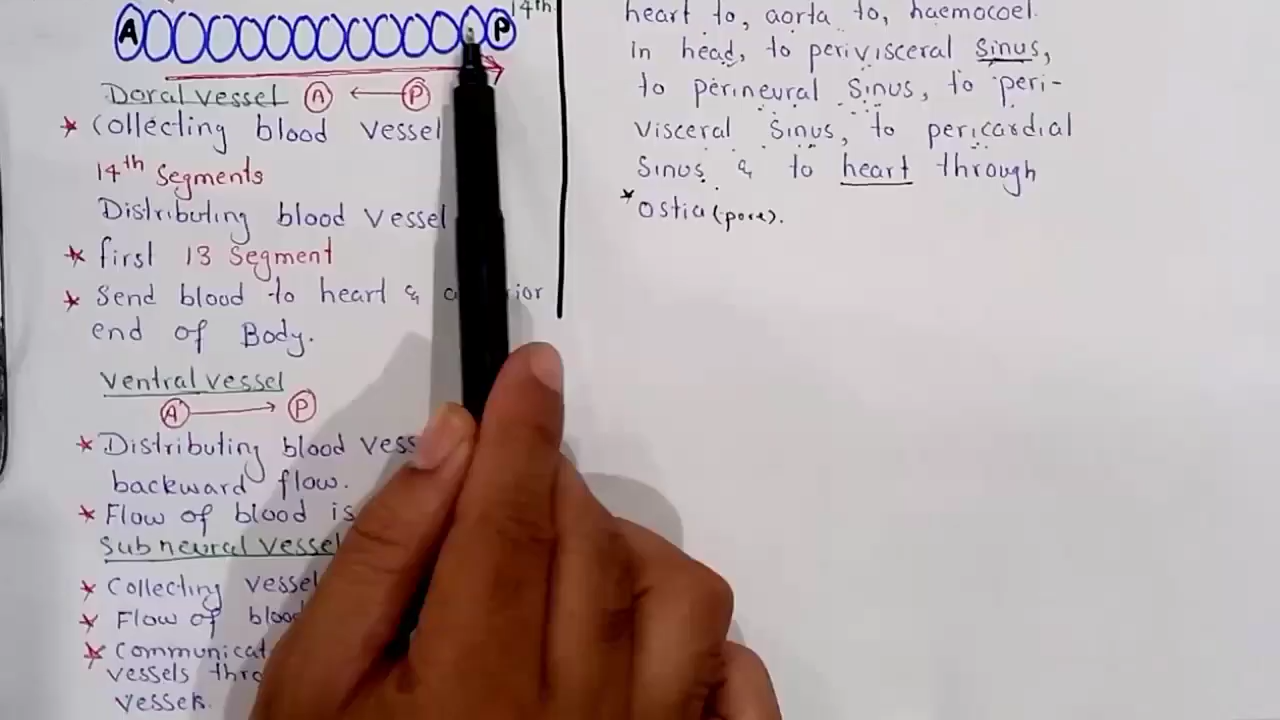 A P 14th
Doral vessel A ← P
* Collecting blood vessel
14th Segments
Distributing blood vessel
* first 13 Segment
* Send blood to heart &
end of Body.
Ventral vessel
A → P
* Distributing blood
backward flow.
* Flow of blood is
Sub neural vessel
* Collecting vessel
* Flow of
*
vessels
vessels.
heart to, aorta to, haemocoel.
in head, to perivisceral sinus,
to perineural Sinus, to peri-
visceral Sinus, to pericardial
Sinus & to heart through
* Ostia (pore).